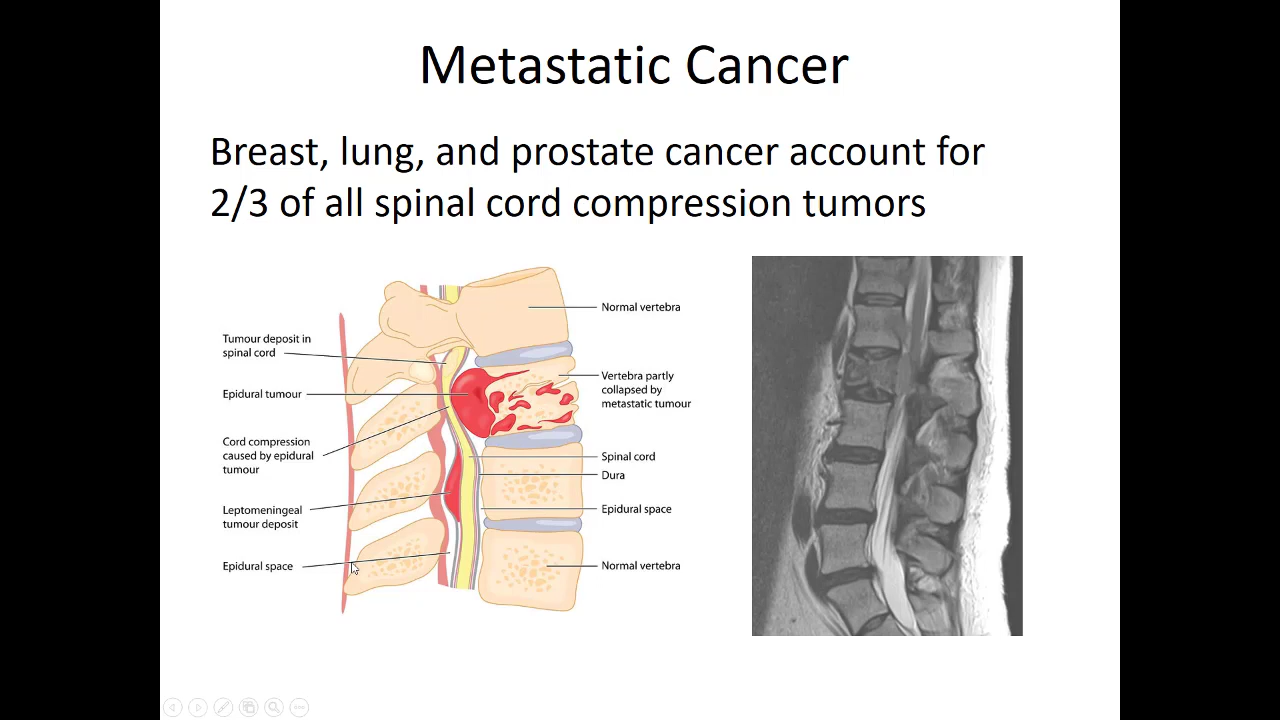 Metastatic Cancer
Breast, lung, and prostate cancer account for
2/3 of all spinal cord compression tumors
Tumour deposit in
spinal cord
Epidural tumour
Cord compression
caused by epidural
tumour
Leptomeningeal
tumour deposit
Epidural space
Normal vertebra
Vertebra partly
collapsed by
metastatic tumour
Spinal cord
Dura
Epidural space
Normal vertebra